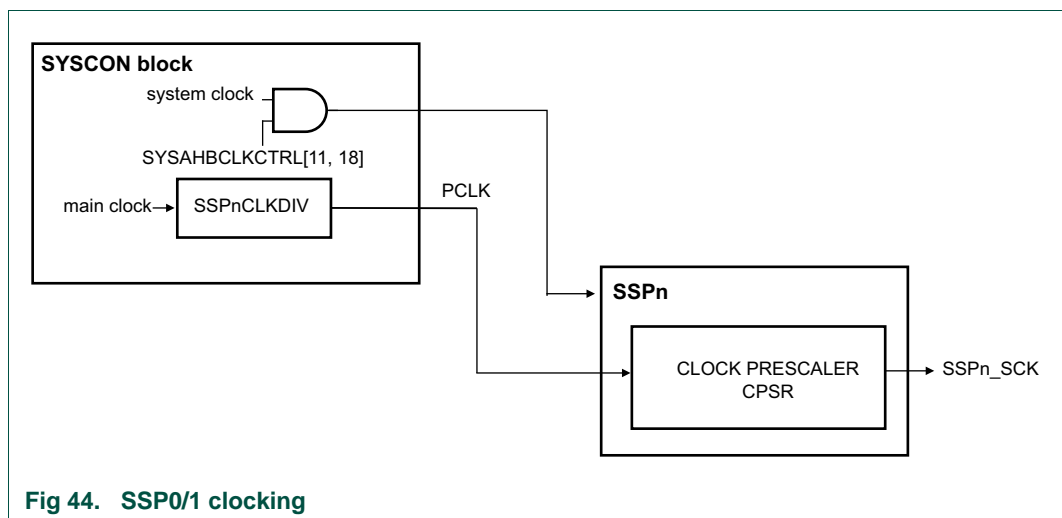 SYSCON block
system clock
SYSAHBCLKCTRL[11, 18]
main clock
SSPnCLKDIV
PCLK
SSPn
CLOCK PRESCALER
CPSR
SSPn_SCK
Fig 44. SSP0/1 clocking